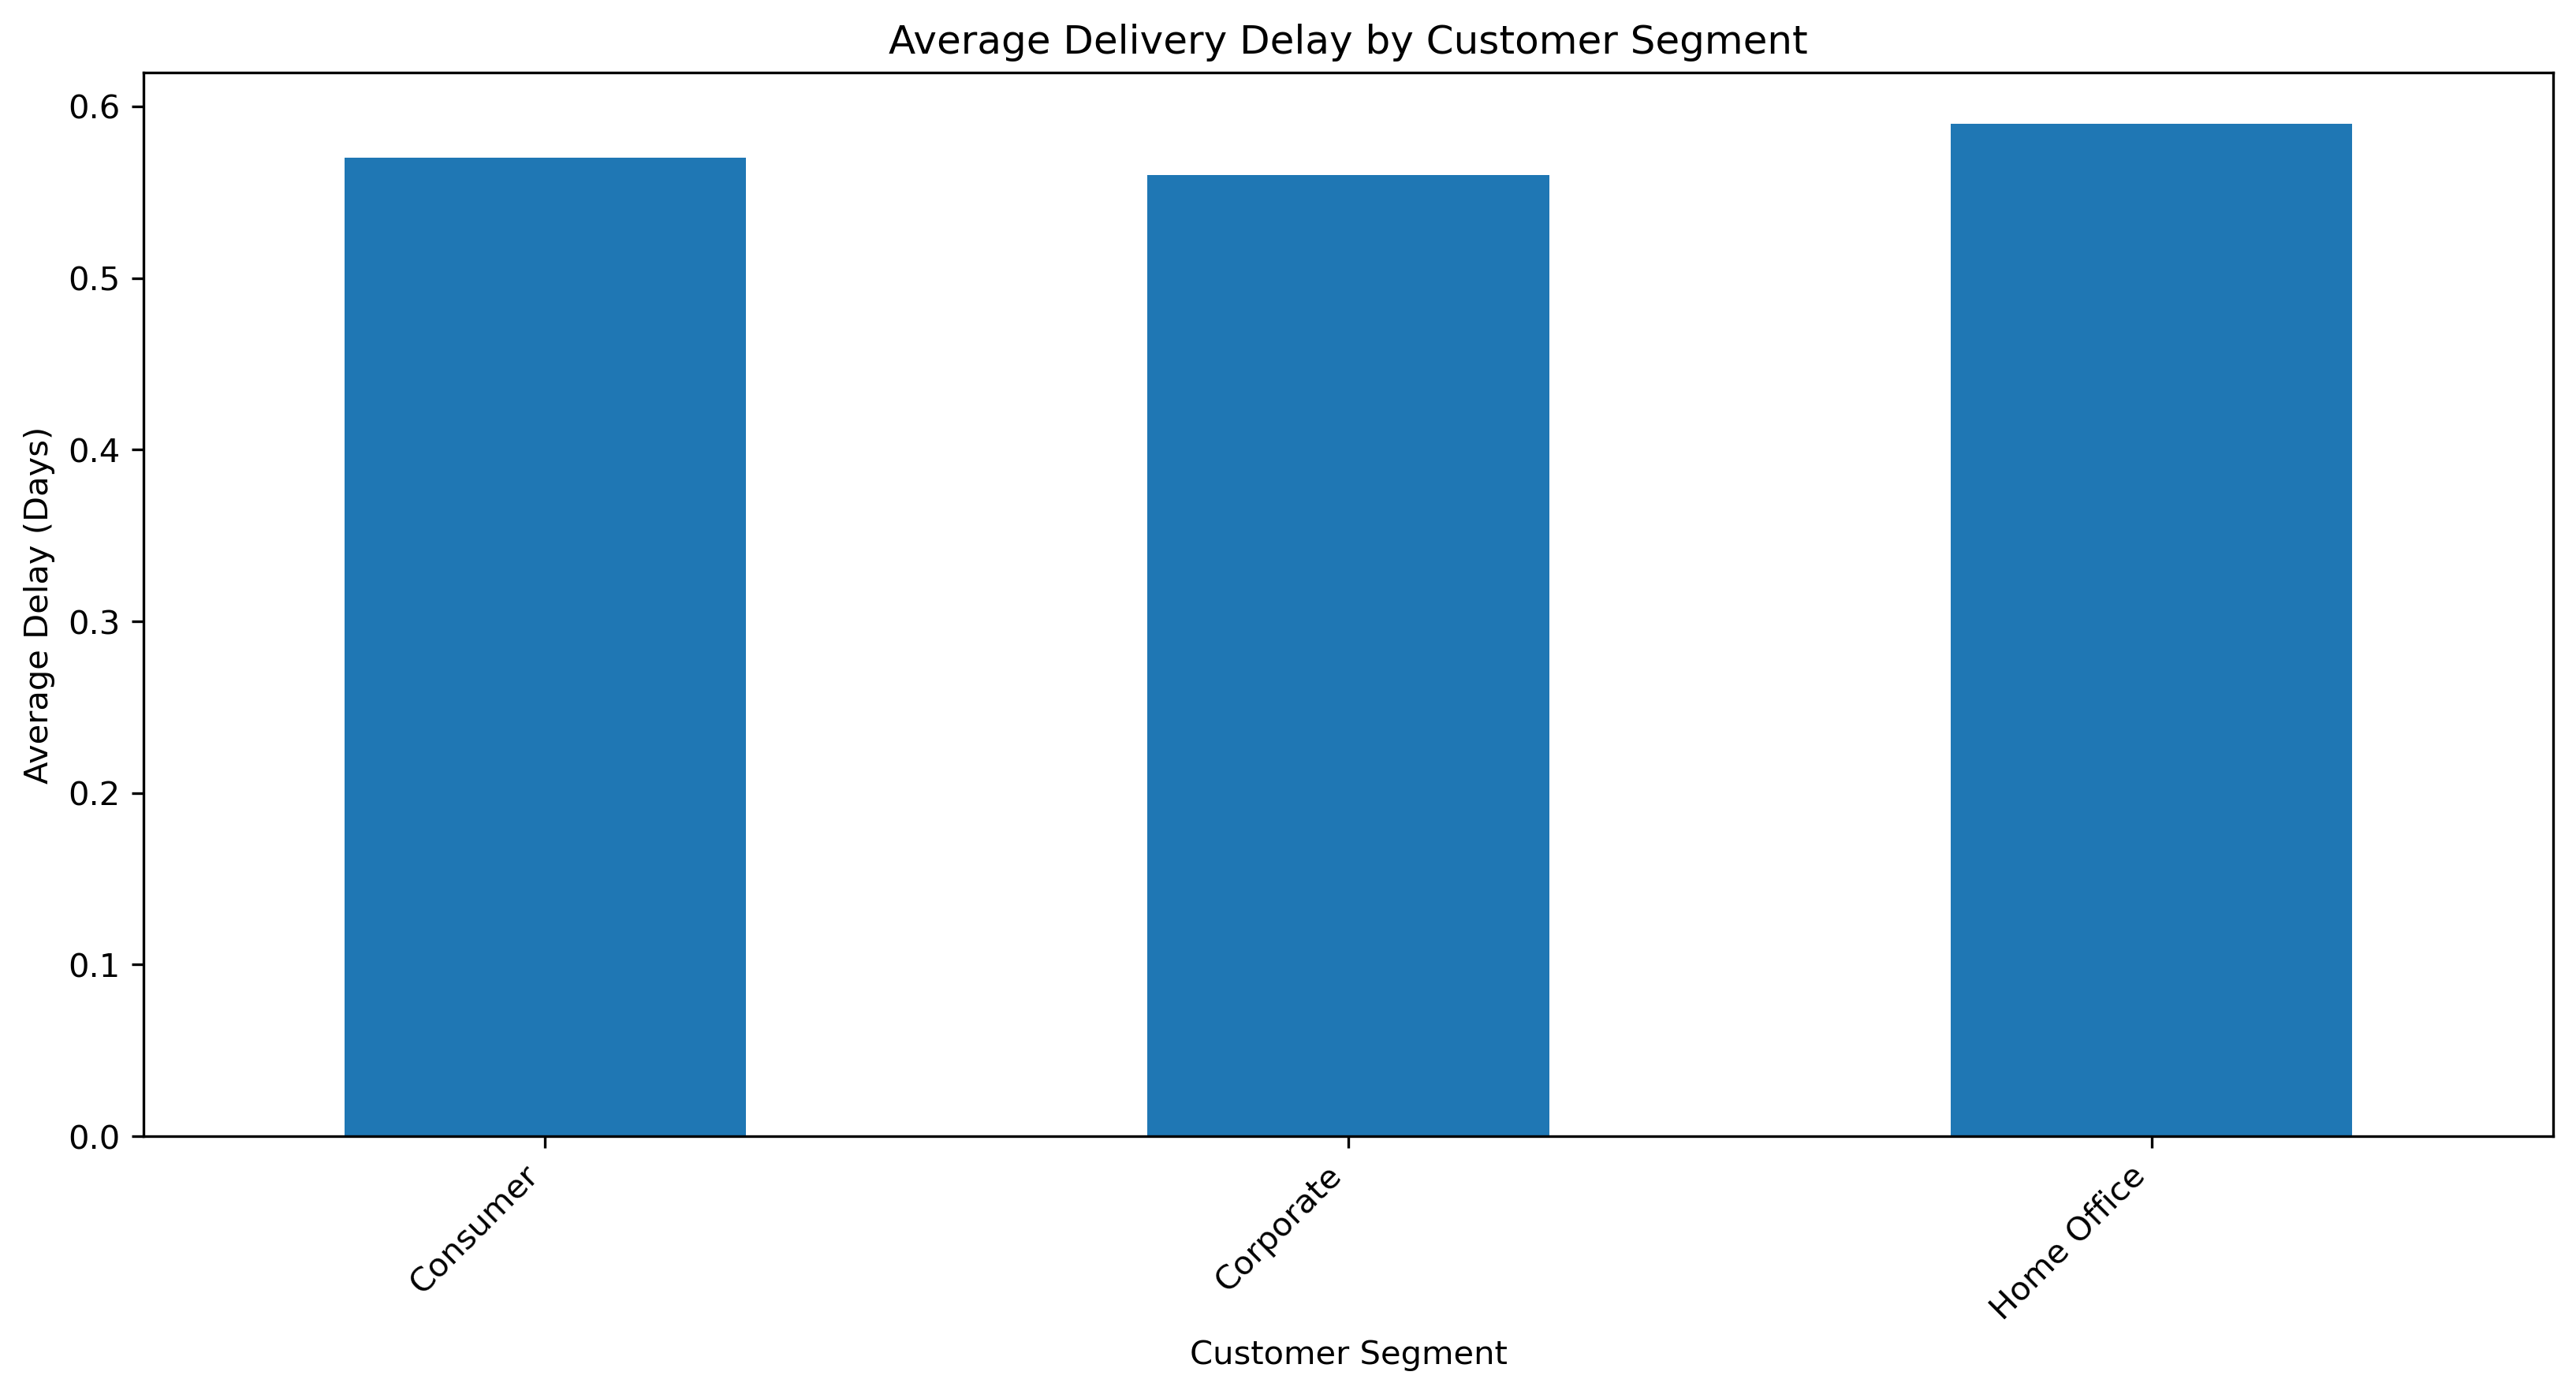 Average Delivery Delay by Customer Segment
0.6
0.5
0.4
0.3
0.2
0.1
0.0
Average Delay (Days)
Consumer
Corporate
Home Office
Customer Segment